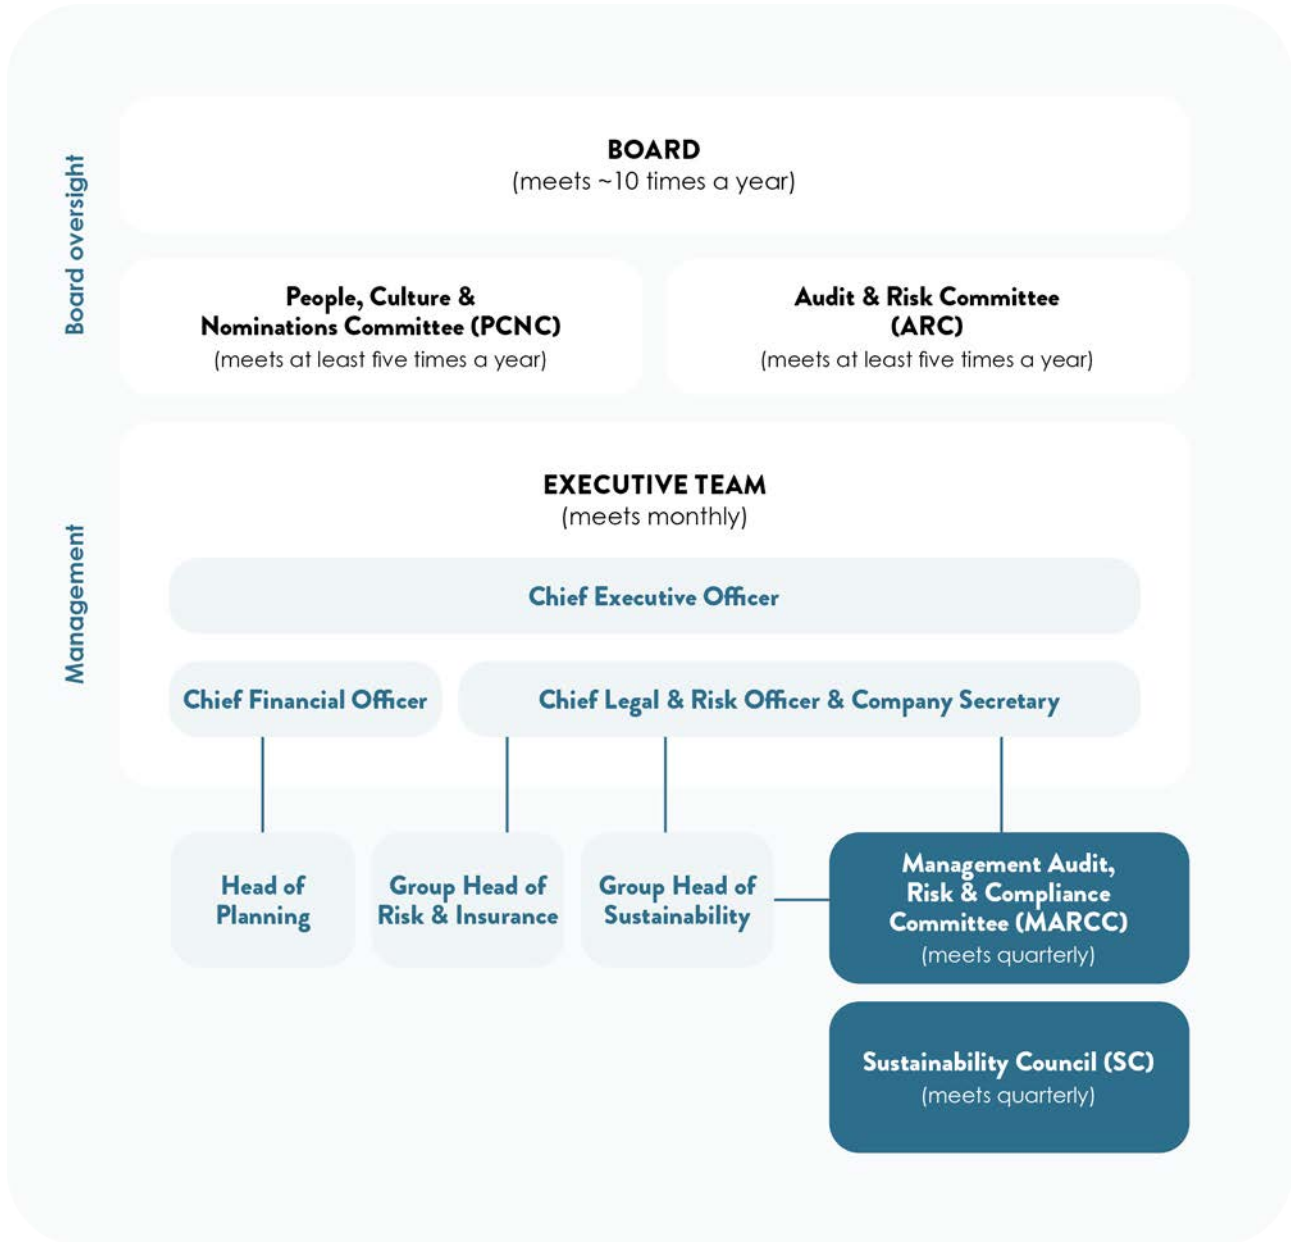 Board oversight
BOARD
(meets ~10 times a year)
People, Culture &
Nominations Committee (PCNC)
(meets at least five times a year)
Audit & Risk Committee
(ARC)
(meets at least five times a year)
Management
EXECUTIVE TEAM
(meets monthly)
Chief Executive Officer
Chief Financial Officer
Chief Legal & Risk Officer & Company Secretary
Head of
Planning
Group Head of
Risk & Insurance
Group Head of
Sustainability
Management Audit,
Risk & Compliance
Committee (MARCC)
(meets quarterly)
Sustainability Council (SC)
(meets quarterly)